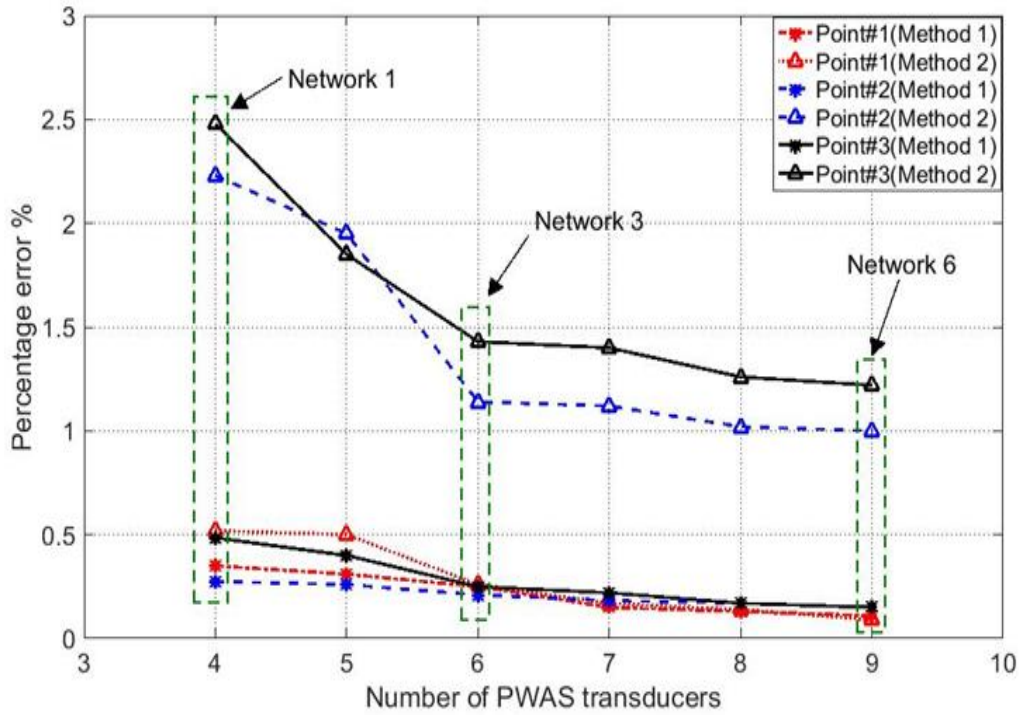 3
2.5
2
1.5
1
0.5
0
Percentage error %
3
4
5
6
7
8
9
10
Number of PWAS transducers
Network 1
Network 3
Network 6
Point#1(Method 1)
Point#1(Method 2)
Point#2(Method 1)
Point#2(Method 2)
Point#3(Method 1)
Point#3(Method 2)